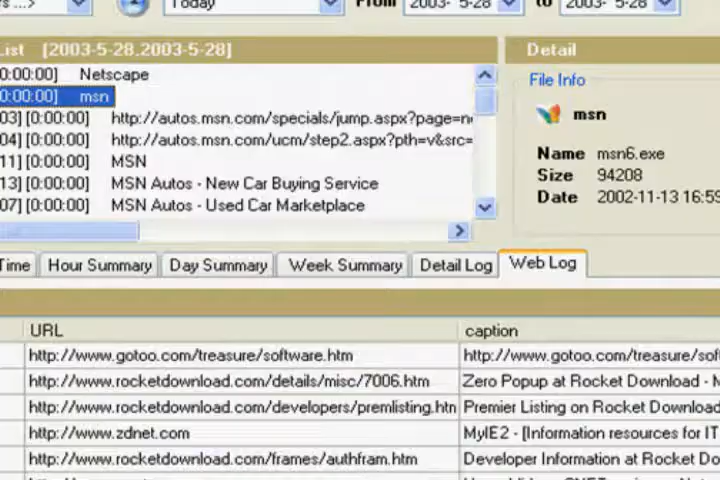 Today
From 2003- 5-28 to 2003- 5-28
List [2003-5-28,2003-5-28]
Detail
0:00:00] Netscape
0:00:00] msn
03] [0:00:00] http://autos.msn.com/specials/jump.aspx?page=n
04] [0:00:00] http://autos.msn.com/ucm/step2.aspx?pth=v&src=
11] [0:00:00] MSN
13] [0:00:00] MSN Autos - New Car Buying Service
07] [0:00:00] MSN Autos - Used Car Marketplace
File Info
msn
Name msn6.exe
Size 94208
Date 2002-11-13 16:59
Time
Hour Summary
Day Summary
Week Summary
Detail Log
Web Log
URL caption
http://www.gotoo.com/treasure/software.htm http://www.gotoo.com/treasure/sof
http://www.rocketdownload.com/details/misc/7006.htm Zero Popup at Rocket Download - M
http://www.rocketdownload.com/developers/premlisting.htn Premier Listing on Rocket Download
http://www.zdnet.com MyIE2 - [Information resources for IT
http://www.rocketdownload.com/frames/authfram.htm Developer Information at Rocket Do